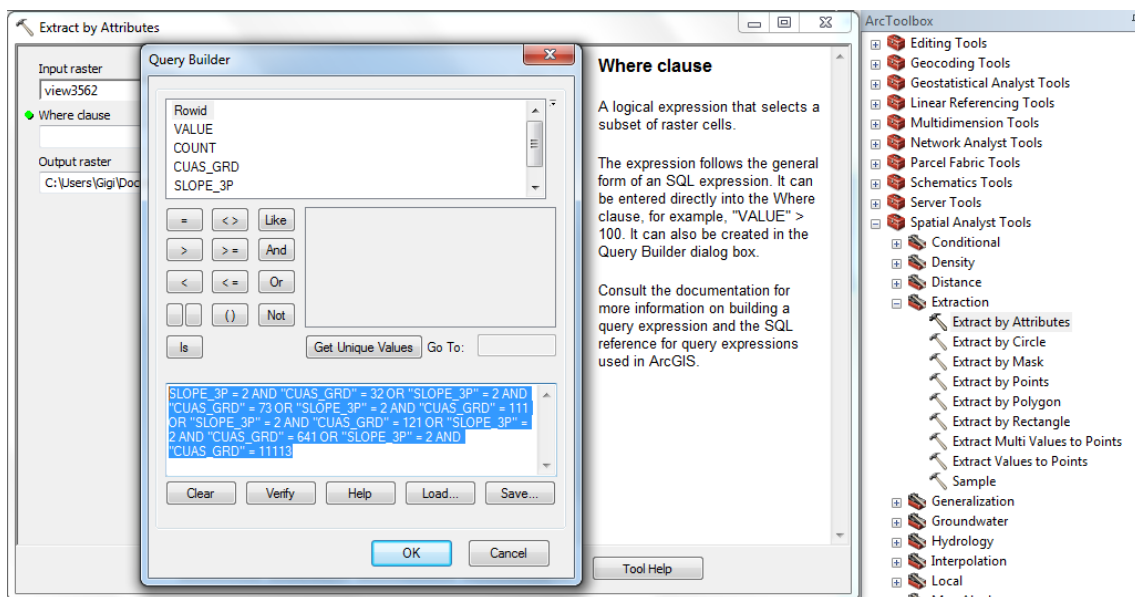 Extract by Attributes
Input raster
view3562
Where clause
Output raster
C:\Users\Gigi\Doc
Query Builder
Rowid
VALUE
COUNT
CUAS_GRD
SLOPE_3P
= < > Like
> > = And
< < = Or
( ) Not
Is Get Unique Values Go To:
SLOPE_3P = 2 AND "CUAS_GRD" = 32 OR "SLOPE_3P" = 2 AND
"CUAS_GRD" = 73 OR "SLOPE_3P" = 2 AND "CUAS_GRD" = 111
OR "SLOPE_3P" = 2 AND "CUAS_GRD" = 121 OR "SLOPE_3P" =
2 AND "CUAS_GRD" = 641 OR "SLOPE_3P" = 2 AND
"CUAS_GRD" = 11113
Clear Verify Help Load... Save...
OK Cancel
Where clause
A logical expression that selects a
subset of raster cells.
The expression follows the general
form of an SQL expression. It can
be entered directly into the Where
clause, for example, "VALUE" >
100. It can also be created in the
Query Builder dialog box.
Consult the documentation for
more information on building a
query expression and the SQL
reference for query expressions
used in ArcGIS.
Tool Help
ArcToolbox
Editing Tools
Geocoding Tools
Geostatistical Analyst Tools
Linear Referencing Tools
Multidimension Tools
Network Analyst Tools
Parcel Fabric Tools
Schematics Tools
Server Tools
Spatial Analyst Tools
Conditional
Density
Distance
Extraction
Extract by Attributes
Extract by Circle
Extract by Mask
Extract by Points
Extract by Polygon
Extract by Rectangle
Extract Multi Values to Points
Extract Values to Points
Sample
Generalization
Groundwater
Hydrology
Interpolation
Local